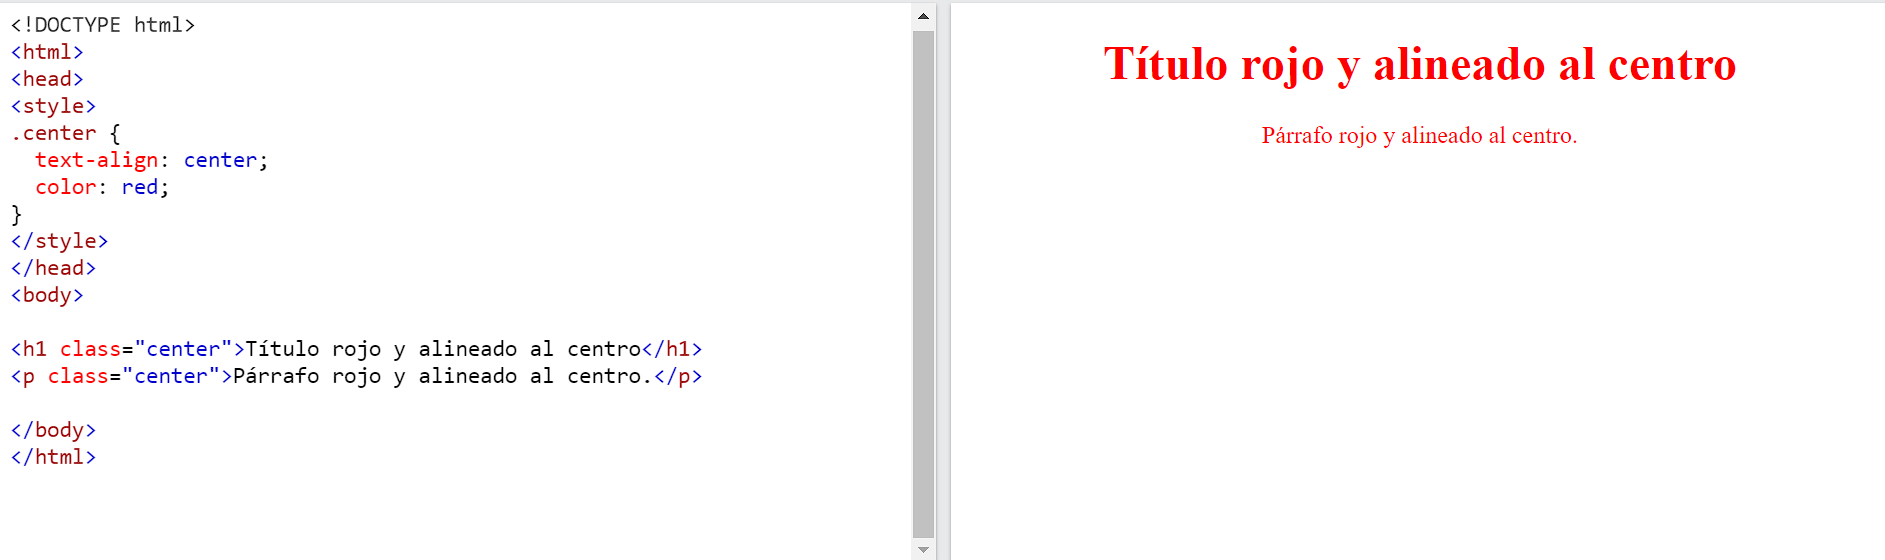 <!DOCTYPE html>
<html>
<head>
<style>
.center {
  text-align: center;
  color: red;
}
</style>
</head>
<body>

<h1 class="center">Título rojo y alineado al centro</h1>
<p class="center">Párrafo rojo y alineado al centro.</p>

</body>
</html>
Título rojo y alineado al centro
Párrafo rojo y alineado al centro.